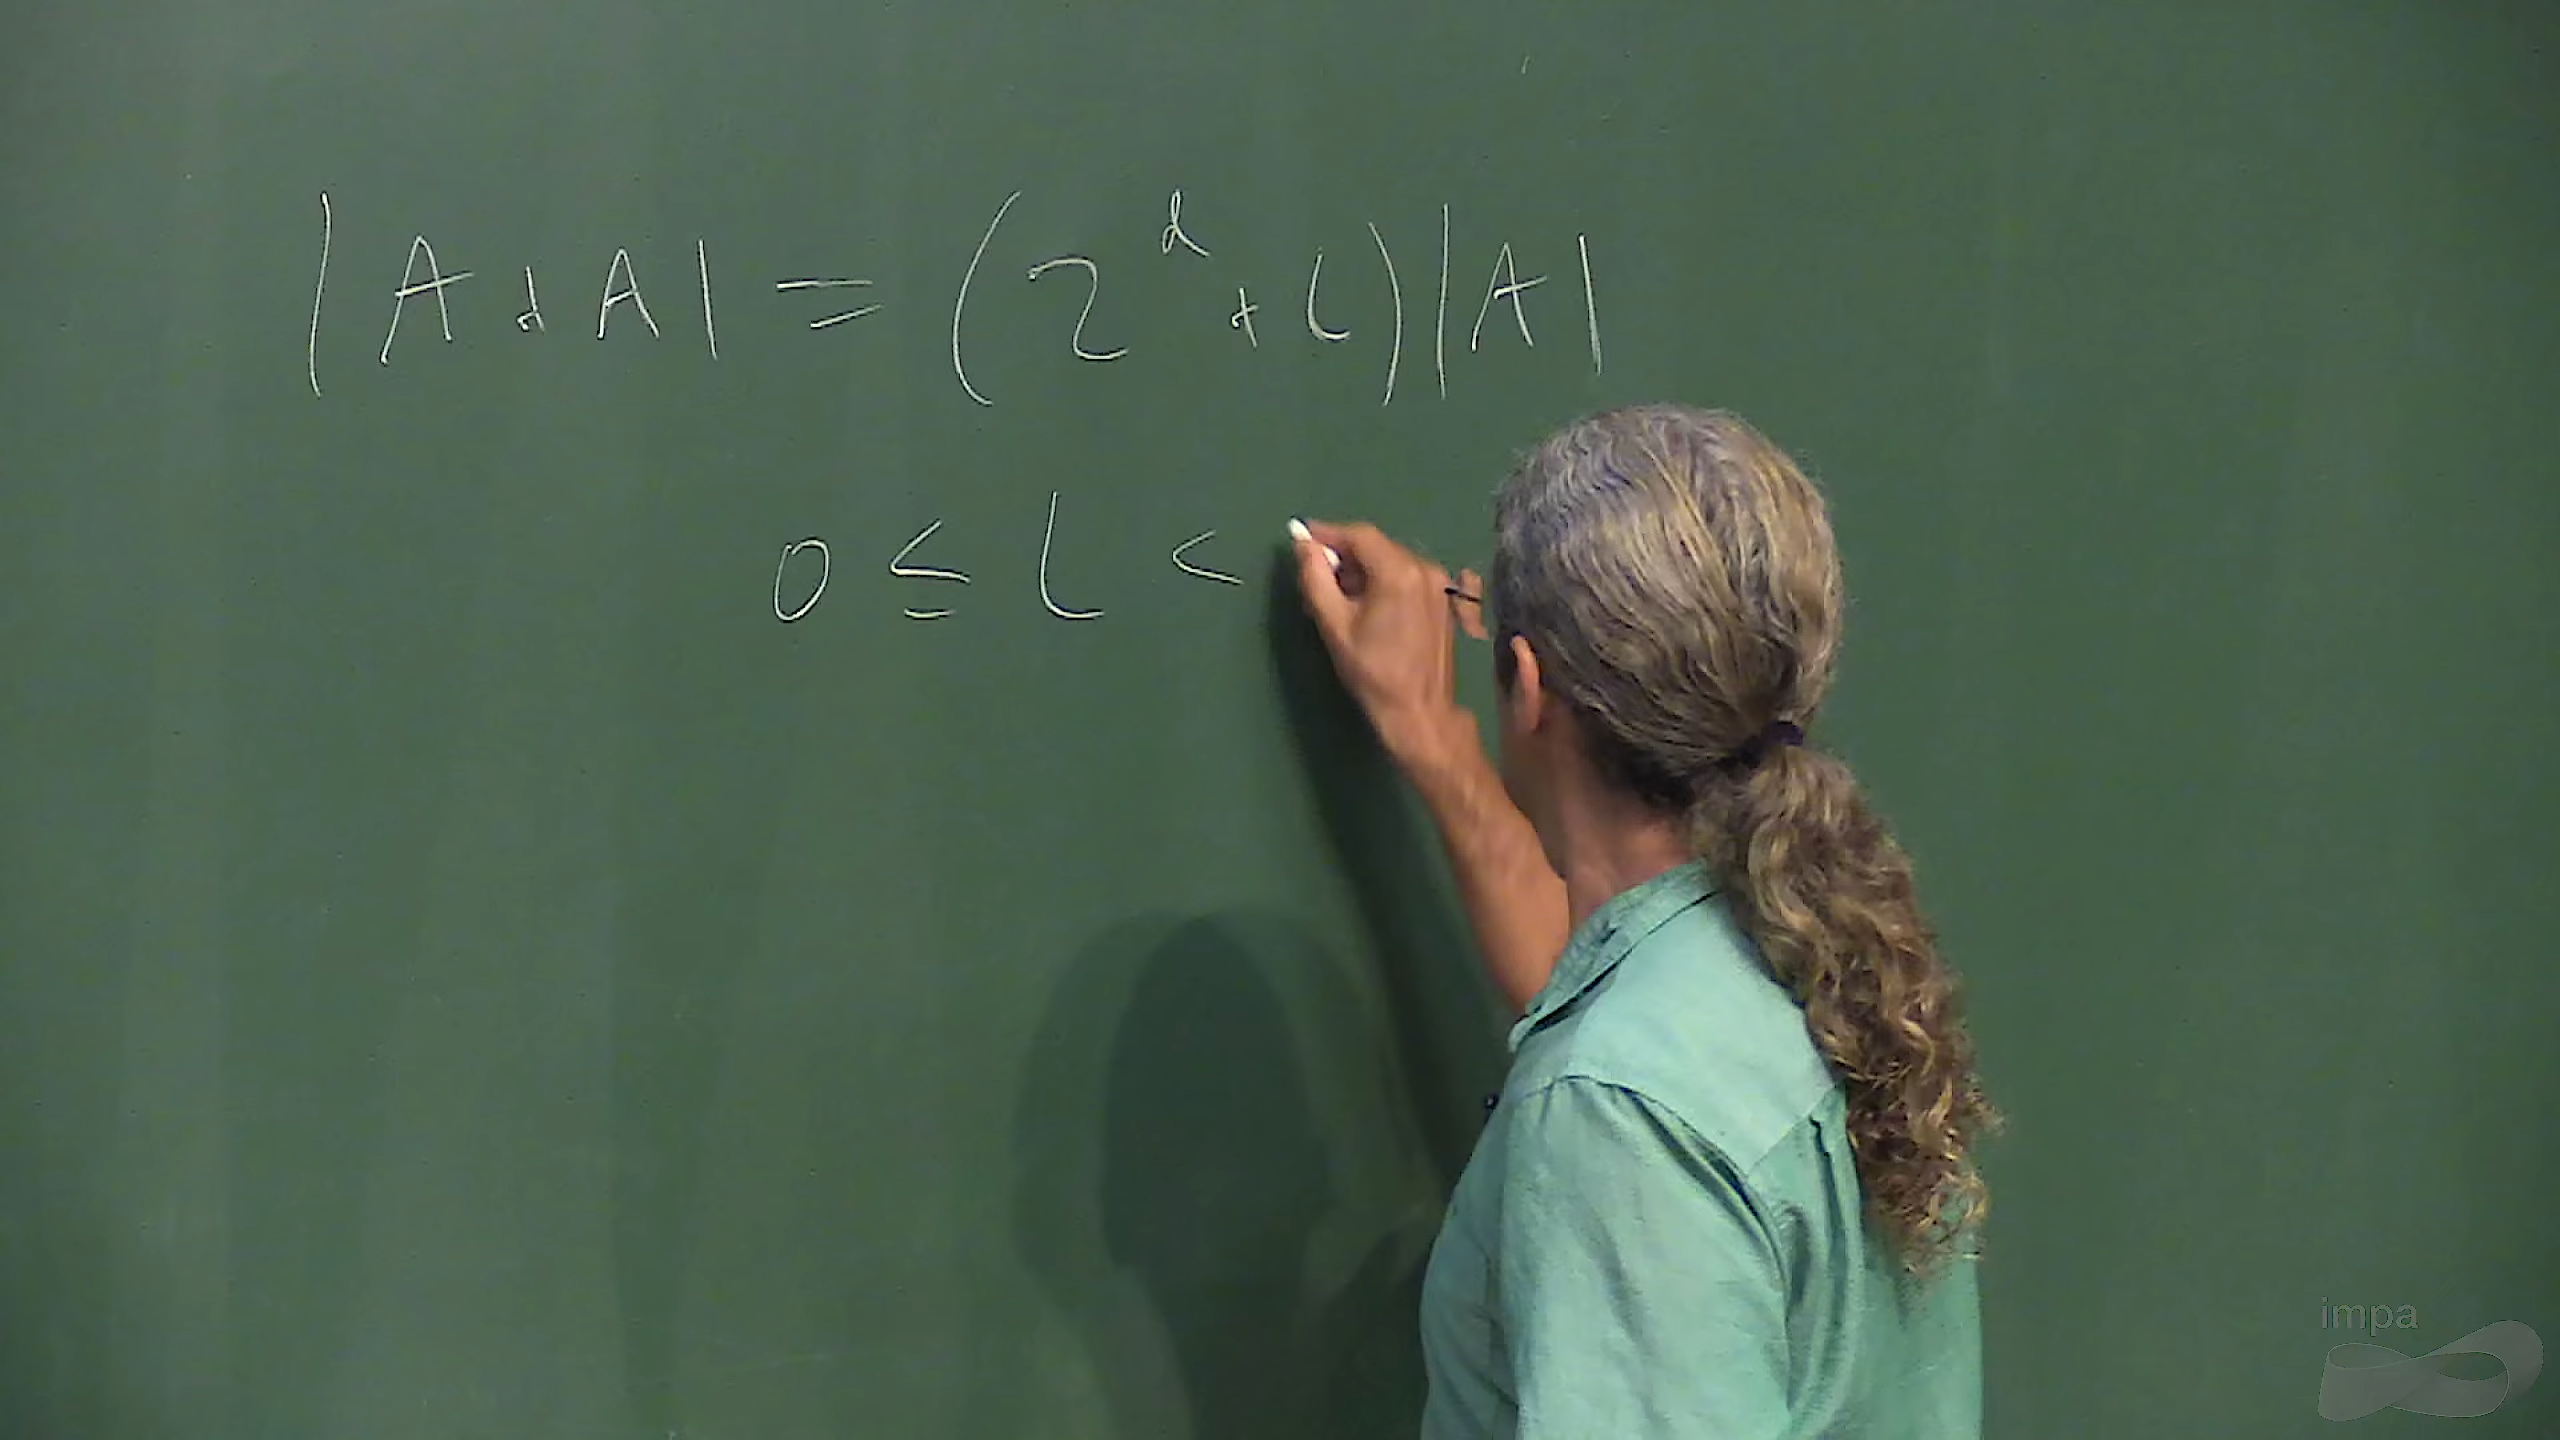 |A + A| = (2^d + L)|A|
0 ≤ L <
impa